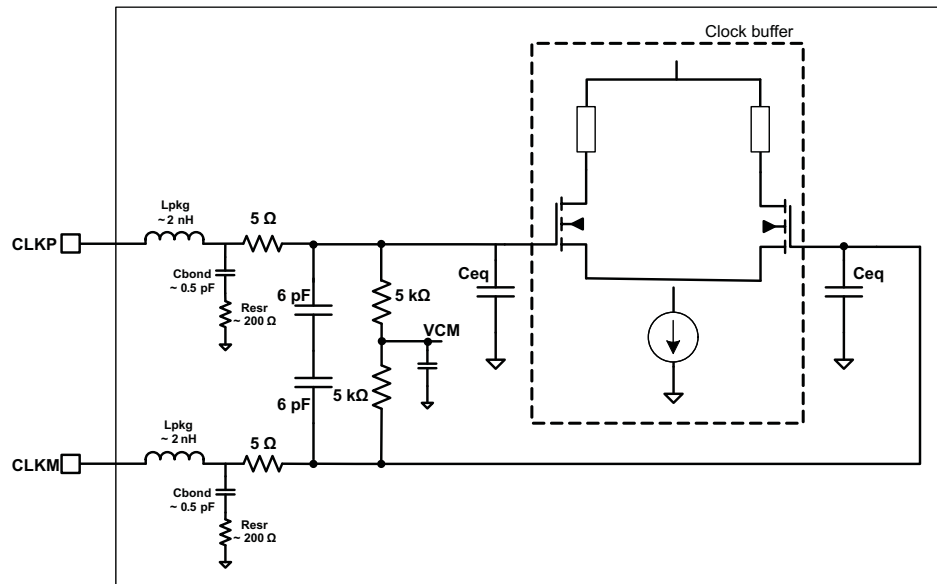 Clock buffer
Lpkg
~ 2 nH
5 Ω
CLKP
Cbond
~ 0.5 pF
Resr
~ 200 Ω
6 pF
5 kΩ
Ceq
Ceq
VCM
6 pF
5 kΩ
Lpkg
~ 2 nH
5 Ω
CLKM
Cbond
~ 0.5 pF
Resr
~ 200 Ω